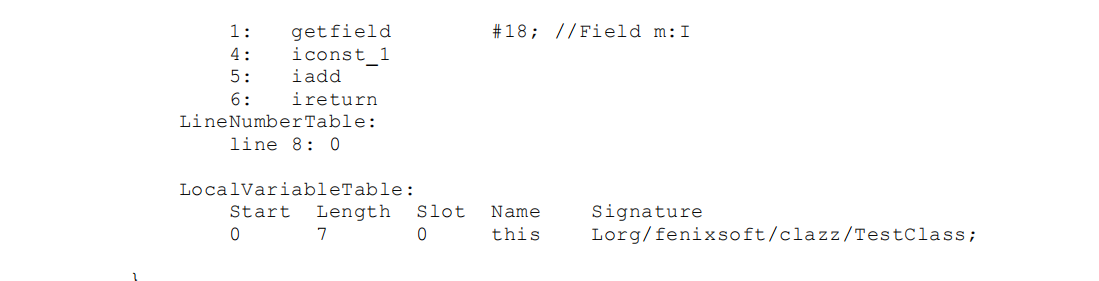 1: getfield #18; //Field m:I
4: iconst_1
5: iadd
6: ireturn
LineNumberTable:
line 8: 0
LocalVariableTable:
Start Length Slot Name Signature
0 7 0 this Lorg/fenixsoft/clazz/TestClass;